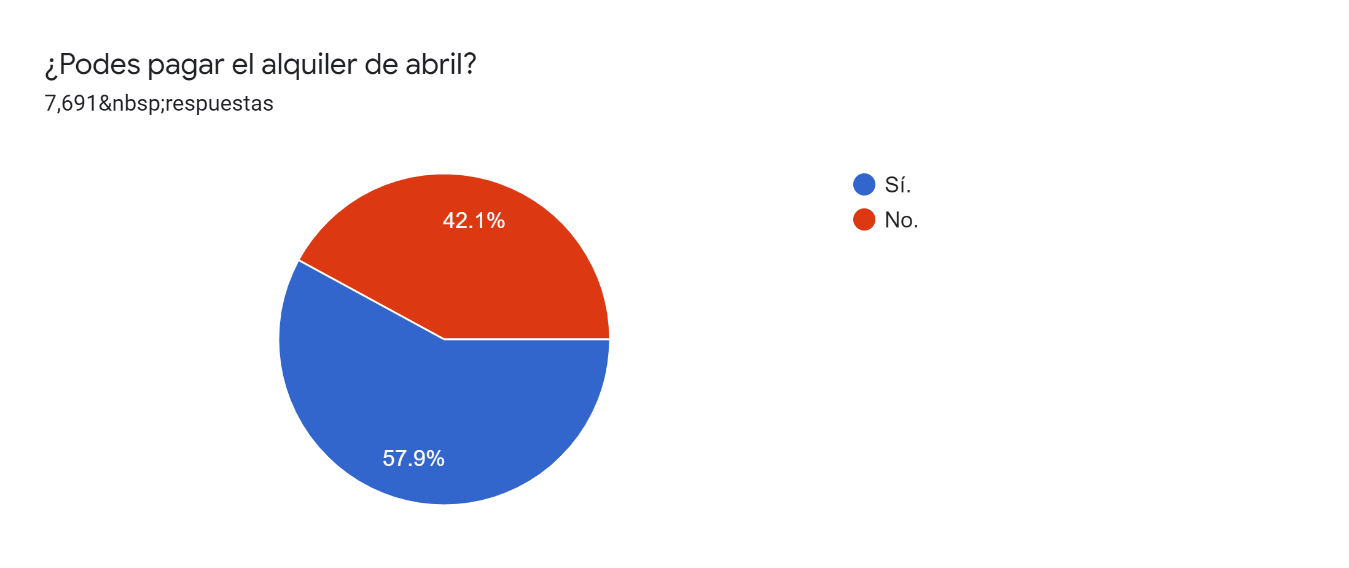 ¿Podes pagar el alquiler de abril?
7,691&nbsp;respuestas
Sí.
No.
42.1%
57.9%